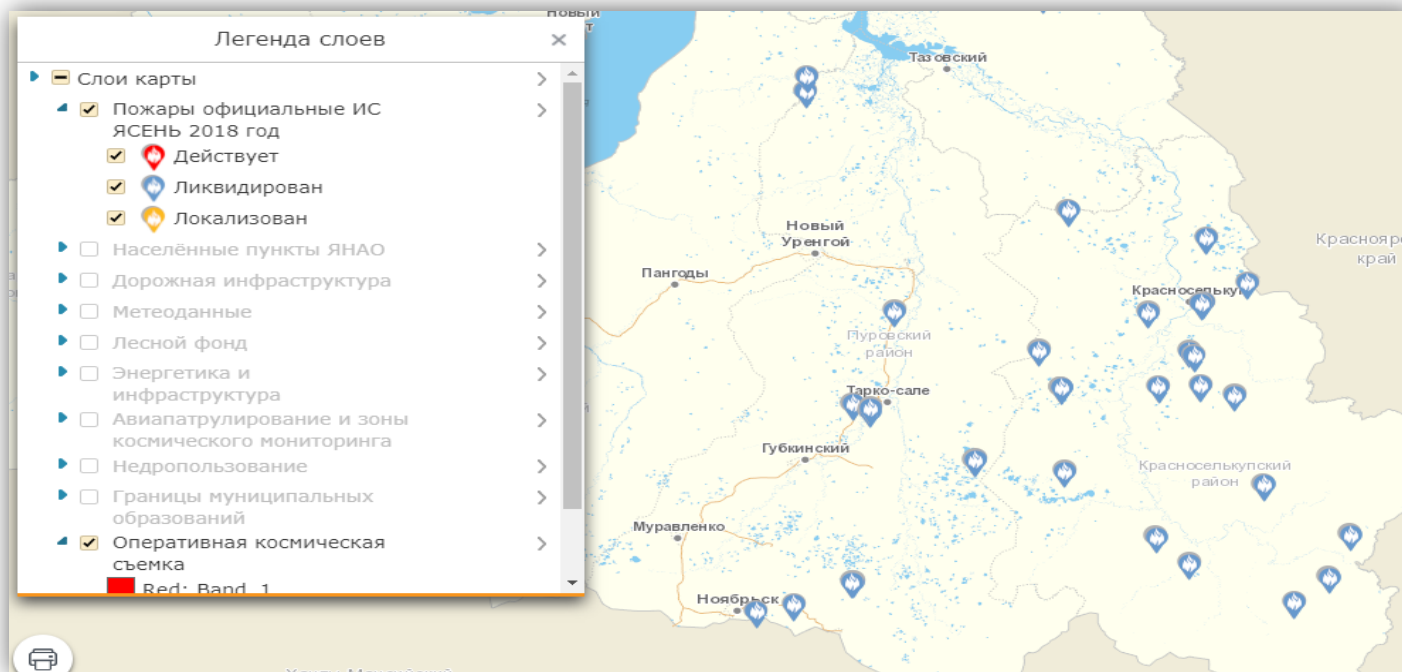 Легенда слоев
Слои карты
Пожары официальные ИС
ЯСЕНЬ 2018 год
Действует
Ликвидирован
Локализован
Населённые пункты ЯНАО
Дорожная инфраструктура
Метеоданные
Лесной фонд
Энергетика и
инфраструктура
Авиапатрулирование и зоны
космического мониторинга
Недропользование
Границы муниципальных
образований
Оперативная космическая
съемка
Red: Band_1
Новый
Тазовский
Новый
Уренгой
Пангоды
Красноселькуп
край
Пуровский
район
Тарко-сале
Губкинский
Красноселькупский
район
Муравленко
Ноябрьск